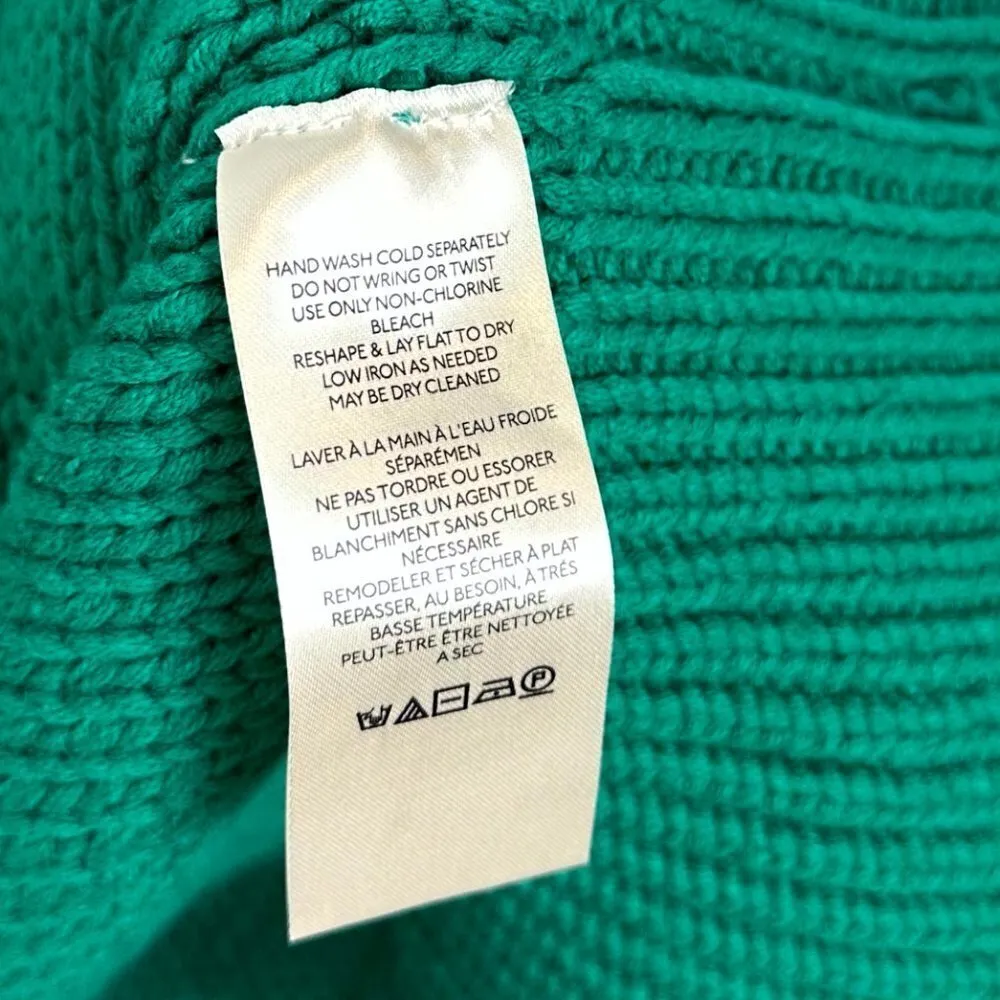 HAND WASH COLD SEPARATELY
DO NOT WRING OR TWIST
USE ONLY NON-CHLORINE
BLEACH
RESHAPE & LAY FLAT TO DRY
LOW IRON AS NEEDED
MAY BE DRY CLEANED
LAVER À LA MAIN À L'EAU FROIDE
SÉPARÉMEN
NE PAS TORDRE OU ESSORER
UTILISER UN AGENT DE
BLANCHIMENT SANS CHLORE SI
NÉCESSAIRE
REMODELER ET SÉCHER À PLAT
REPASSER, AU BESOIN, À TRÉS
BASSE TEMPÉRATURE
PEUT-ÊTRE ÊTRE NETTOYÉE
A SEC
P